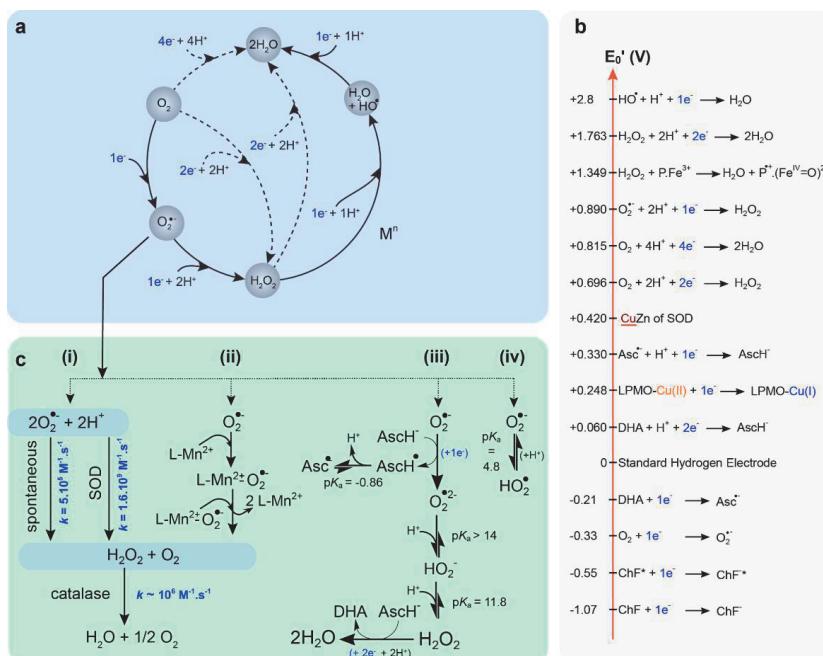 a
4e⁻ + 4H⁺
2H₂O
1e⁻ + 1H⁺
O₂
H₂O
+ HO•
1e⁻
2e⁻ + 2H⁺
2e⁻ + 2H⁺
1e⁻ + 1H⁺
O₂•⁻
Mⁿ
1e⁻ + 2H⁺
H₂O₂
b
E₀' (V)
+2.8 HO• + H⁺ + 1e⁻ → H₂O
+1.763 H₂O₂ + 2H⁺ + 2e⁻ → 2H₂O
+1.349 H₂O₂ + P.Fe³⁺ → H₂O + P•⁺.(Feᴵⱽ=O)²
+0.890 O₂•⁻ + 2H⁺ + 1e⁻ → H₂O₂
+0.815 O₂ + 4H⁺ + 4e⁻ → 2H₂O
+0.696 O₂ + 2H⁺ + 2e⁻ → H₂O₂
+0.420 CuZn of SOD
+0.330 Asc•⁻ + H⁺ + 1e⁻ → AscH⁻
+0.248 LPMO-Cu(II) + 1e⁻ → LPMO-Cu(I)
+0.060 DHA + H⁺ + 2e⁻ → AscH⁻
0 Standard Hydrogen Electrode
-0.21 DHA + 1e⁻ → Asc•⁻
-0.33 O₂ + 1e⁻ → O₂•⁻
-0.55 ChF* + 1e⁻ → ChF⁻*
-1.07 ChF + 1e⁻ → ChF⁻
c
(i)
2O₂•⁻ + 2H⁺
spontaneous
k = 5.10⁵ M⁻¹.s⁻¹
SOD
k = 1.6.10⁹ M⁻¹.s⁻¹
H₂O₂ + O₂
catalase
k ~ 10⁶ M⁻¹.s⁻¹
H₂O + 1/2 O₂
(ii)
O₂•⁻
L-Mn²⁺
L-Mn²⁺-O₂•⁻
L-Mn²⁺-O₂•⁻
2 L-Mn²⁺
(iii)
O₂•⁻
AscH⁻
(+1e⁻)
H⁺
Asc•⁻
AscH•
pKa = -0.86
O₂²⁻
H⁺
pKa > 14
HO₂⁻
H⁺
pKa = 11.8
DHA
AscH⁻
2H₂O
H₂O₂
(+ 2e⁻ + 2H⁺)
(iv)
O₂•⁻
pKa
=
4.8
(+H⁺)
HO₂•